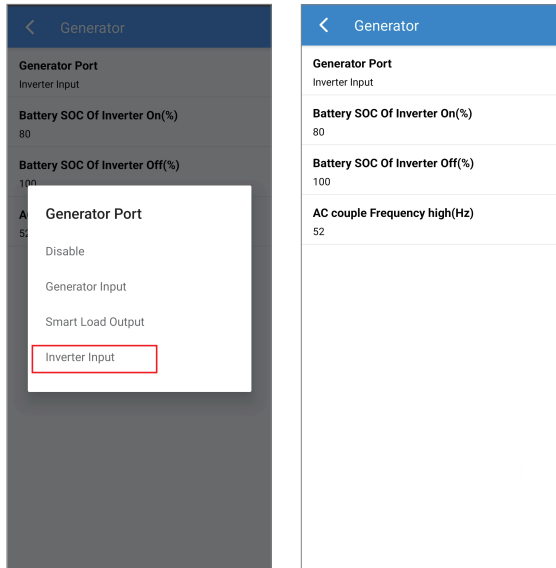 Generator
Generator Port
Inverter Input
Battery SOC Of Inverter On(%)
80
Battery SOC Of Inverter Off(%)
100
A
52
Generator Port
Disable
Generator Input
Smart Load Output
Inverter Input
Generator
Generator Port
Inverter Input
Battery SOC Of Inverter On(%)
80
Battery SOC Of Inverter Off(%)
100
AC couple Frequency high(Hz)
52